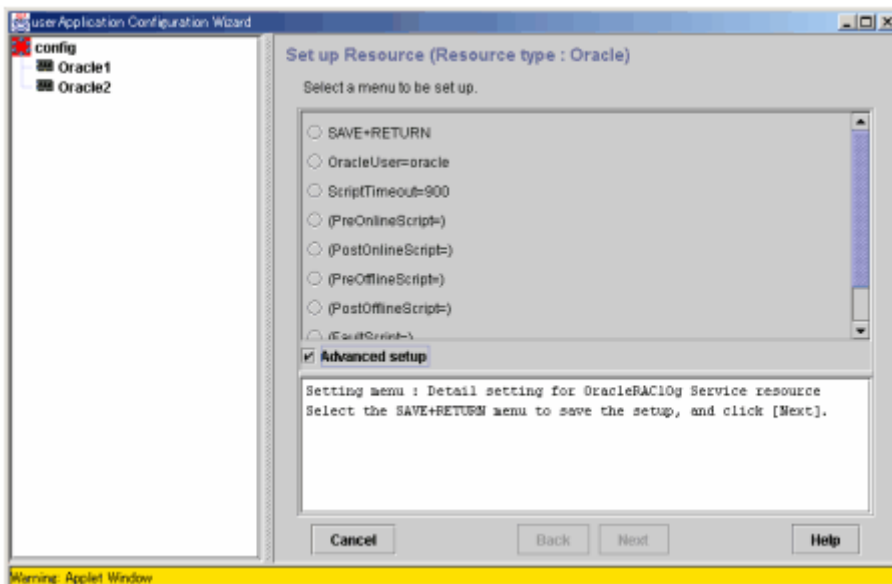 userApplication Configuration Wizard
config
Oracle1
Oracle2
Set up Resource (Resource type : Oracle)
Select a menu to be set up.
SAVE+RETURN
OracleUser=oracle
ScriptTimeout=900
(PreOnlineScript=)
(PostOnlineScript=)
(PreOfflineScript=)
(PostOfflineScript=)
(FaultScript=)
Advanced setup
Setting menu : Detail setting for OracleRAC10g Service resource
Select the SAVE+RETURN menu to save the setup, and click [Next].
Cancel
Back
Next
Help
Warning: Applet Window